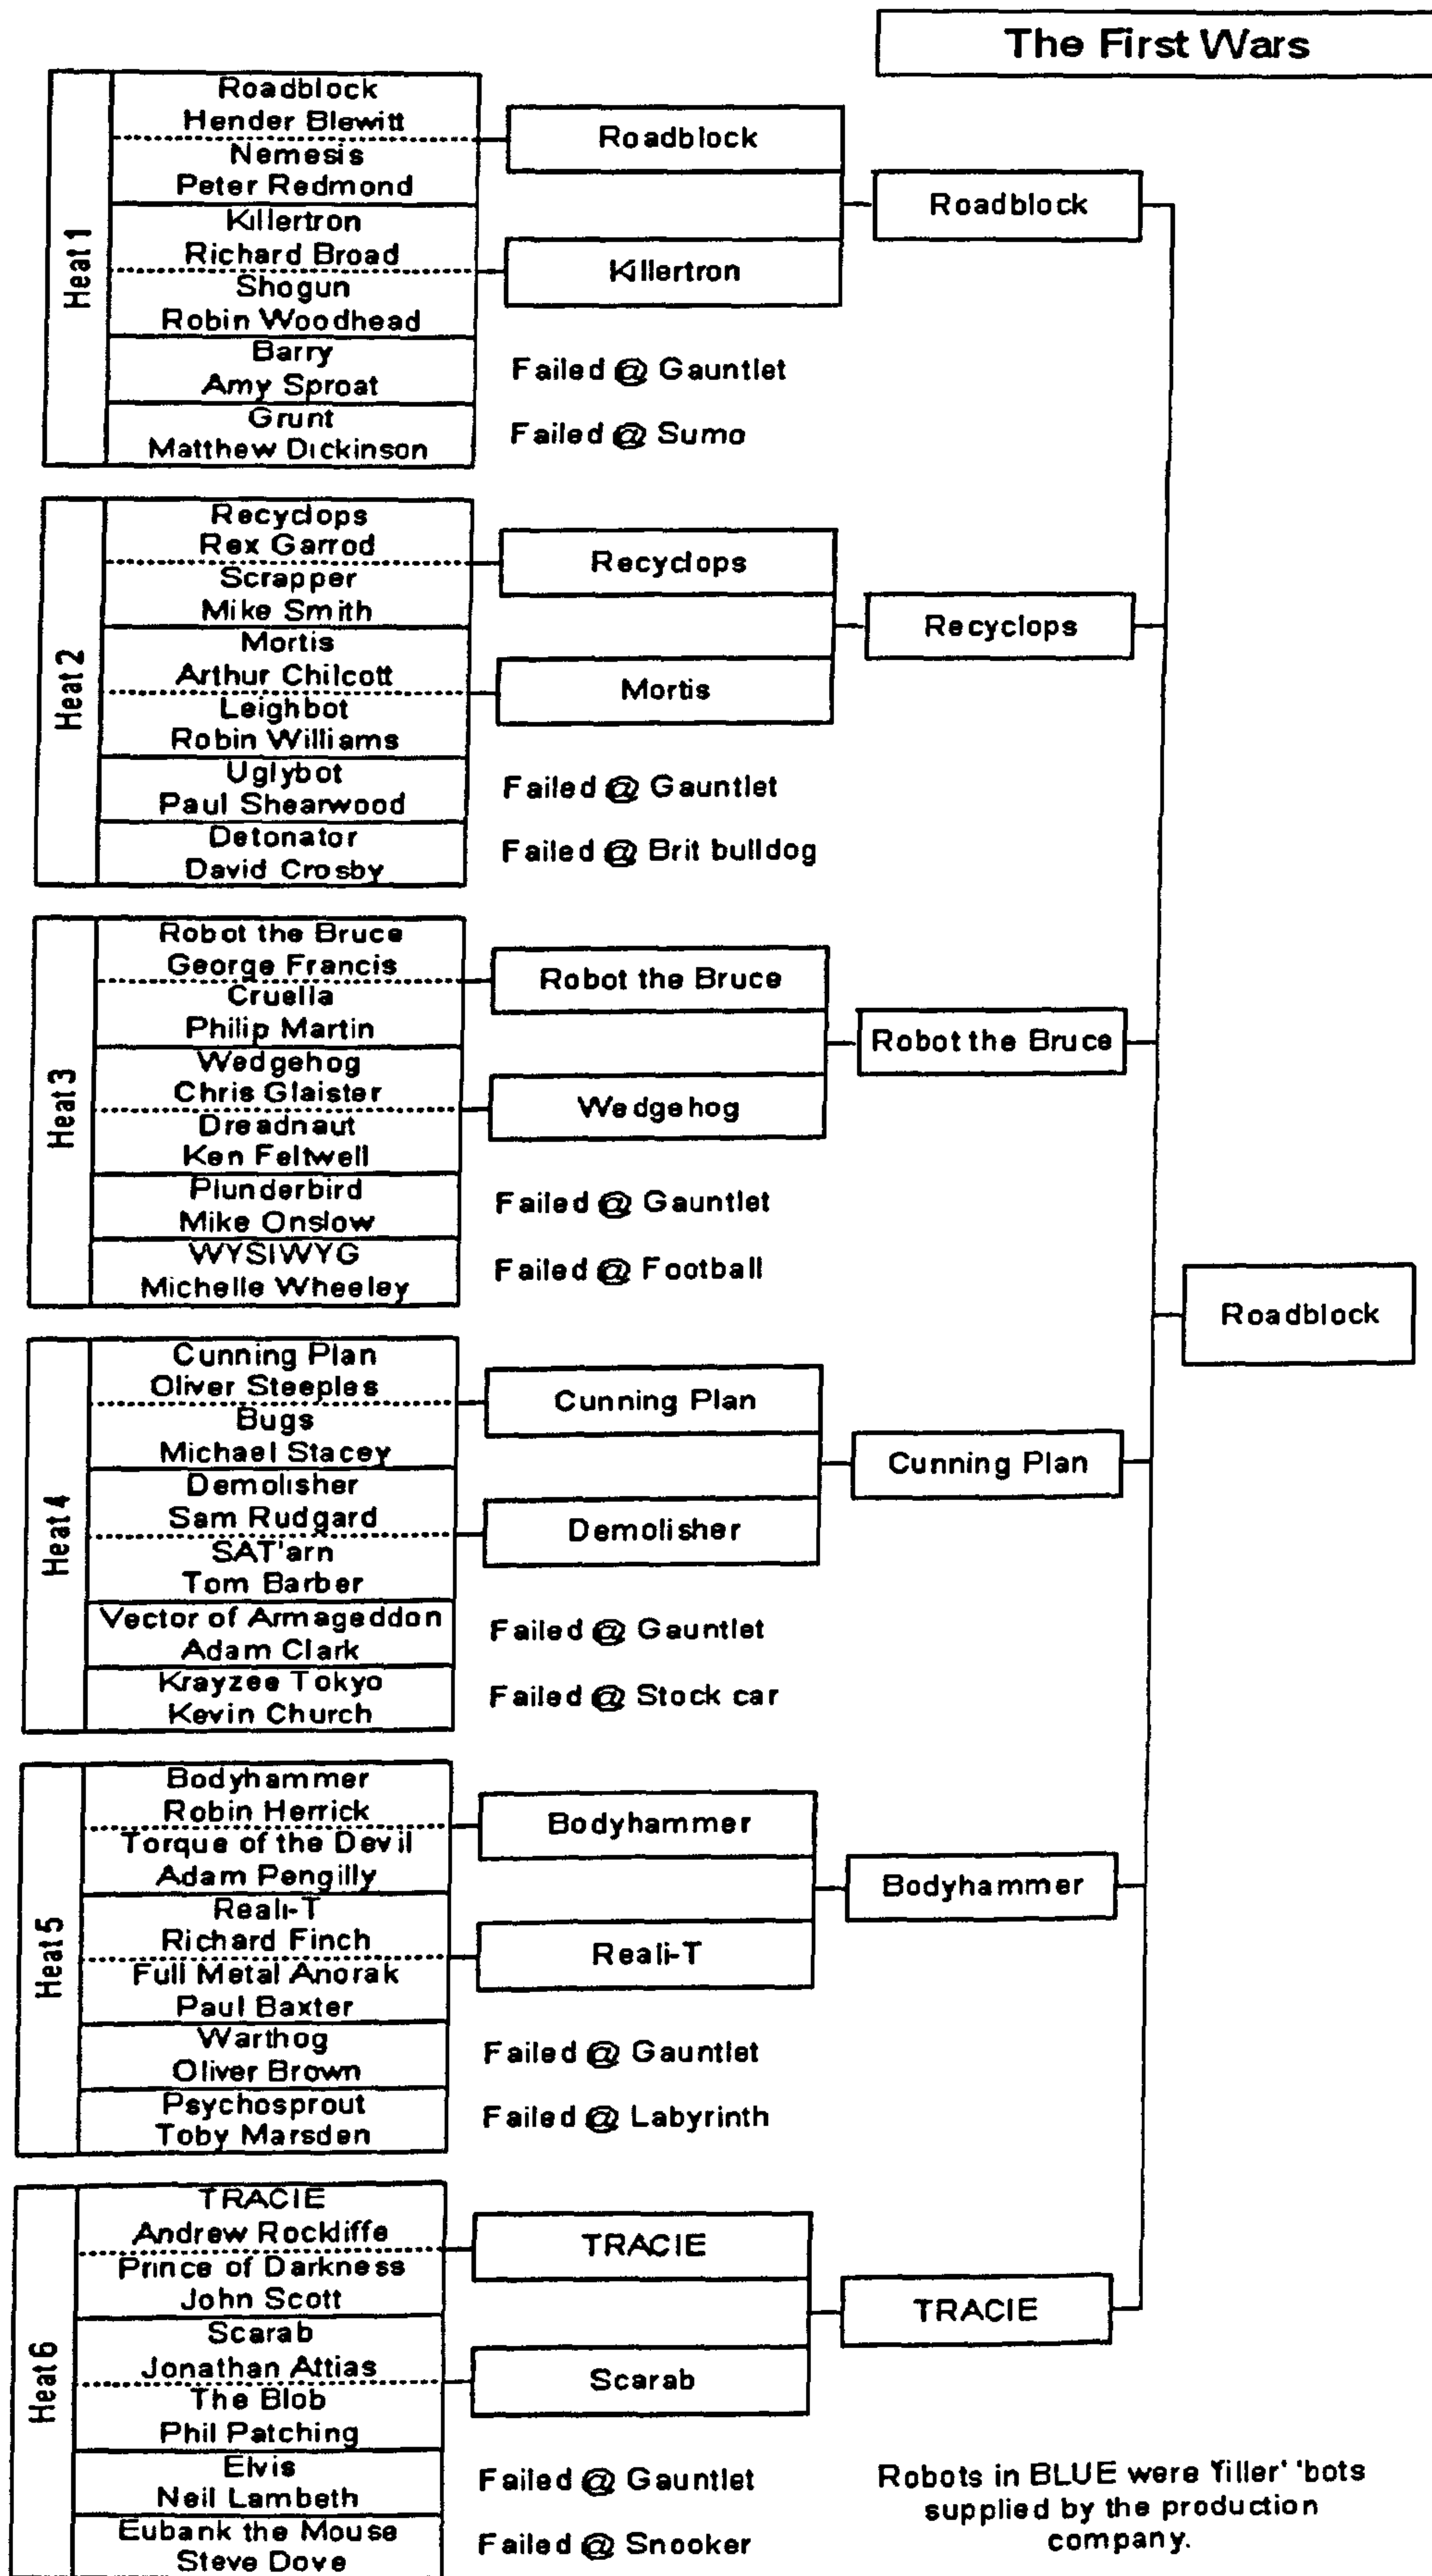 The First Wars
Heat 1
Roadblock
Hender Blewitt
Nemesis
Peter Redmond
Killertron
Richard Broad
Shogun
Robin Woodhead
Barry
Amy Sproat
Grunt
Matthew Dickinson
Roadblock
Killertron
Failed @ Gauntlet
Failed @ Sumo
Roadblock
Heat 2
Recyclops
Rex Garrod
Scrapper
Mike Smith
Mortis
Arthur Chilcott
Leighbot
Robin Williams
Uglybot
Paul Shearwood
Detonator
David Crosby
Recyclops
Mortis
Failed @ Gauntlet
Failed @ Brit bulldog
Recyclops
Heat 3
Robot the Bruce
George Francis
Cruella
Philip Martin
Wedgehog
Chris Glaister
Dreadnaut
Ken Feltwell
Plunderbird
Mike Onslow
WYSIWYG
Michelle Wheeley
Robot the Bruce
Wedgehog
Failed @ Gauntlet
Failed @ Football
Robot the Bruce
Heat 4
Cunning Plan
Oliver Steeples
Bugs
Michael Stacey
Demolisher
Sam Rudgard
SAT'arn
Tom Barber
Vector of Armageddon
Adam Clark
Krayzee Tokyo
Kevin Church
Cunning Plan
Demolisher
Failed @ Gauntlet
Failed @ Stock car
Cunning Plan
Heat 5
Bodyhammer
Robin Herrick
Torque of the Devil
Adam Pengilly
Reali-T
Richard Finch
Full Metal Anorak
Paul Baxter
Warthog
Oliver Brown
Psychosprout
Toby Marsden
Bodyhammer
Reali-T
Failed @ Gauntlet
Failed @ Labyrinth
Bodyhammer
Heat 6
TRACIE
Andrew Rockliffe
Prince of Darkness
John Scott
Scarab
Jonathan Attias
The Blob
Phil Patching
Elvis
Neil Lambeth
Eubank the Mouse
Steve Dove
TRACIE
Scarab
Failed @ Gauntlet
Failed @ Snooker
TRACIE
Roadblock
Robots in BLUE were 'filler' 'bots
supplied by the production
company.